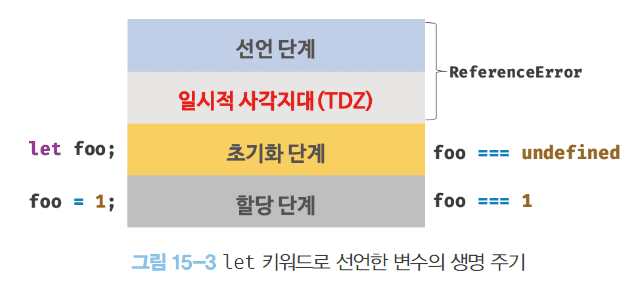 선언 단계
일시적 사각지대(TDZ)
ReferenceError
let foo;
초기화 단계
foo === undefined
foo = 1;
할당 단계
foo === 1
그림 15-3 let 키워드로 선언한 변수의 생명 주기